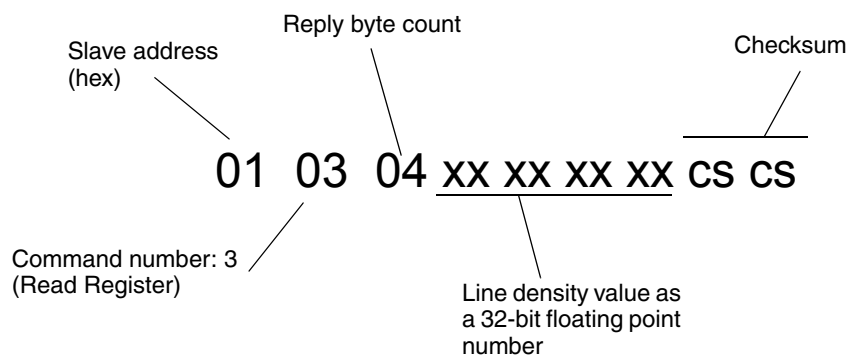 Reply byte count
Slave address
(hex)
Checksum
01 03 04 xx xx xx xx cs cs
Command number: 3
(Read Register)
Line density value as
a 32-bit floating point
number